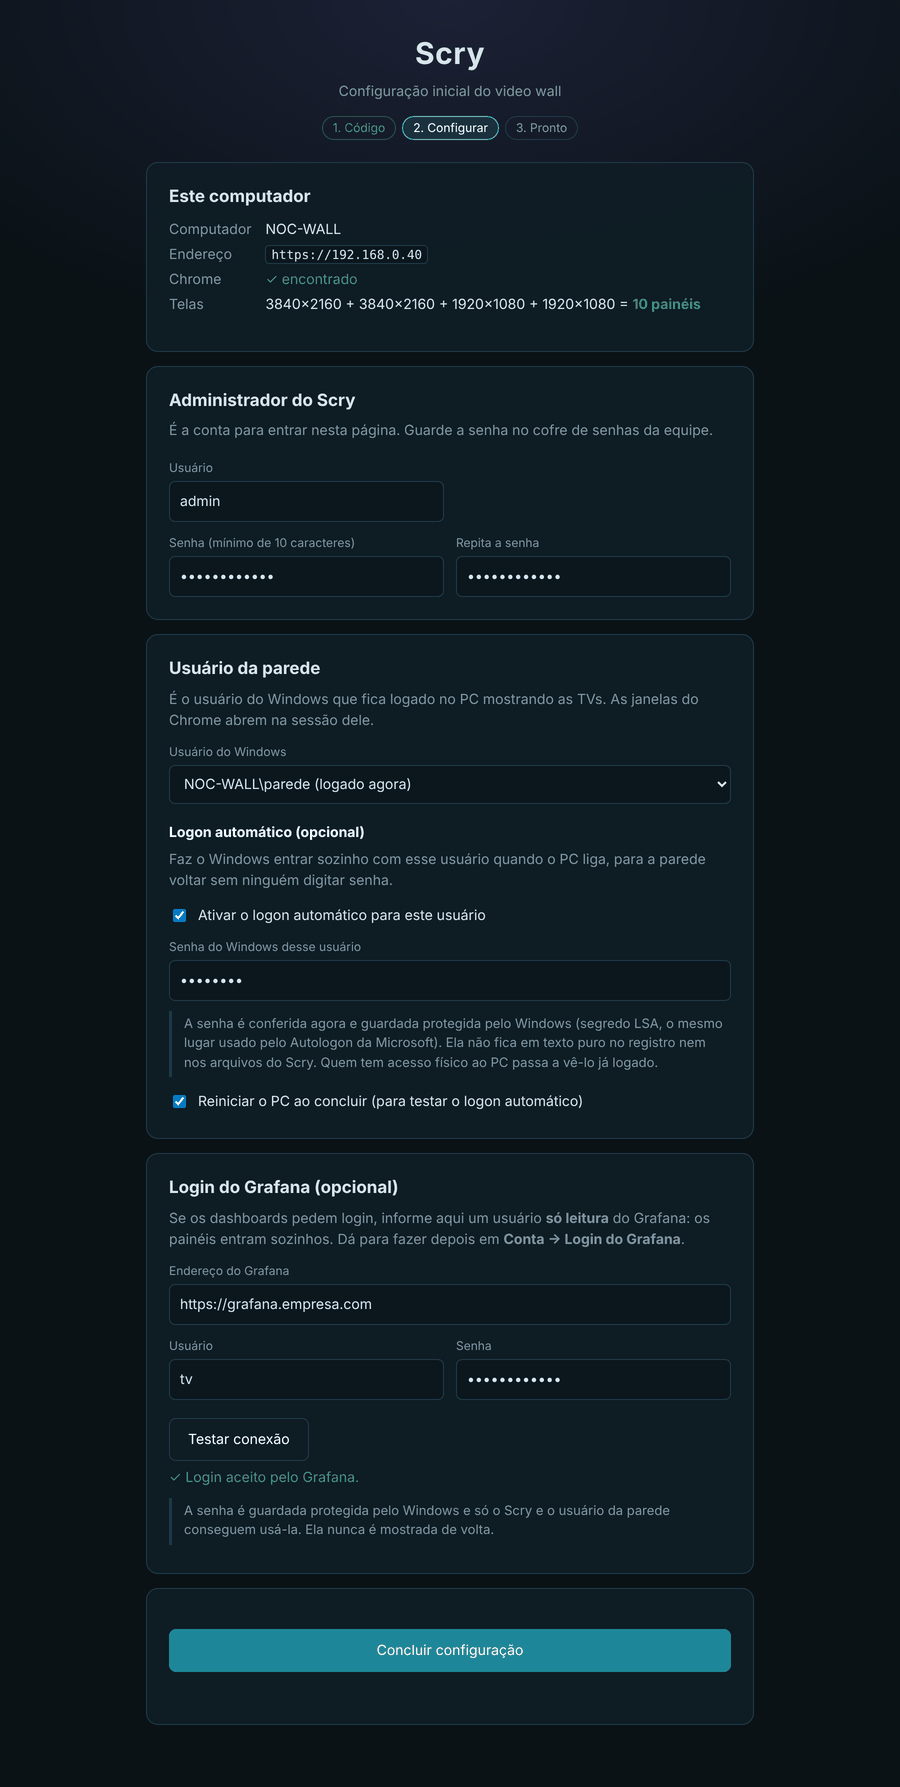 Scry
Configuração inicial do video wall
1. Código
2. Configurar
3. Pronto
Este computador
Computador NOC-WALL
Endereço https://192.168.0.40
Chrome ✓ encontrado
Telas 3840×2160 + 3840×2160 + 1920×1080 + 1920×1080 = 10 painéis
Administrador do Scry
É a conta para entrar nesta página. Guarde a senha no cofre de senhas da equipe.
Usuário
admin
Senha (mínimo de 10 caracteres) Repita a senha
•••••••••••• ••••••••••••
Usuário da parede
É o usuário do Windows que fica logado no PC mostrando as TVs. As janelas do
Chrome abrem na sessão dele.
Usuário do Windows
NOC-WALL\parede (logado agora)
Logon automático (opcional)
Faz o Windows entrar sozinho com esse usuário quando o PC liga, para a parede
voltar sem ninguém digitar senha.
Ativar o logon automático para este usuário
Senha do Windows desse usuário
••••••••
A senha é conferida agora e guardada protegida pelo Windows (segredo LSA, o mesmo
lugar usado pelo Autologon da Microsoft). Ela não fica em texto puro no registro nem
nos arquivos do Scry. Quem tem acesso físico ao PC passa a vê-lo já logado.
Reiniciar o PC ao concluir (para testar o logon automático)
Login do Grafana (opcional)
Se os dashboards pedem login, informe aqui um usuário só leitura do Grafana: os
painéis entram sozinhos. Dá para fazer depois em Conta → Login do Grafana.
Endereço do Grafana
https://grafana.empresa.com
Usuário Senha
tv ••••••••••••
Testar conexão
✓ Login aceito pelo Grafana.
A senha é guardada protegida pelo Windows e só o Scry e o usuário da parede
conseguem usá-la. Ela nunca é mostrada de volta.
Concluir configuração